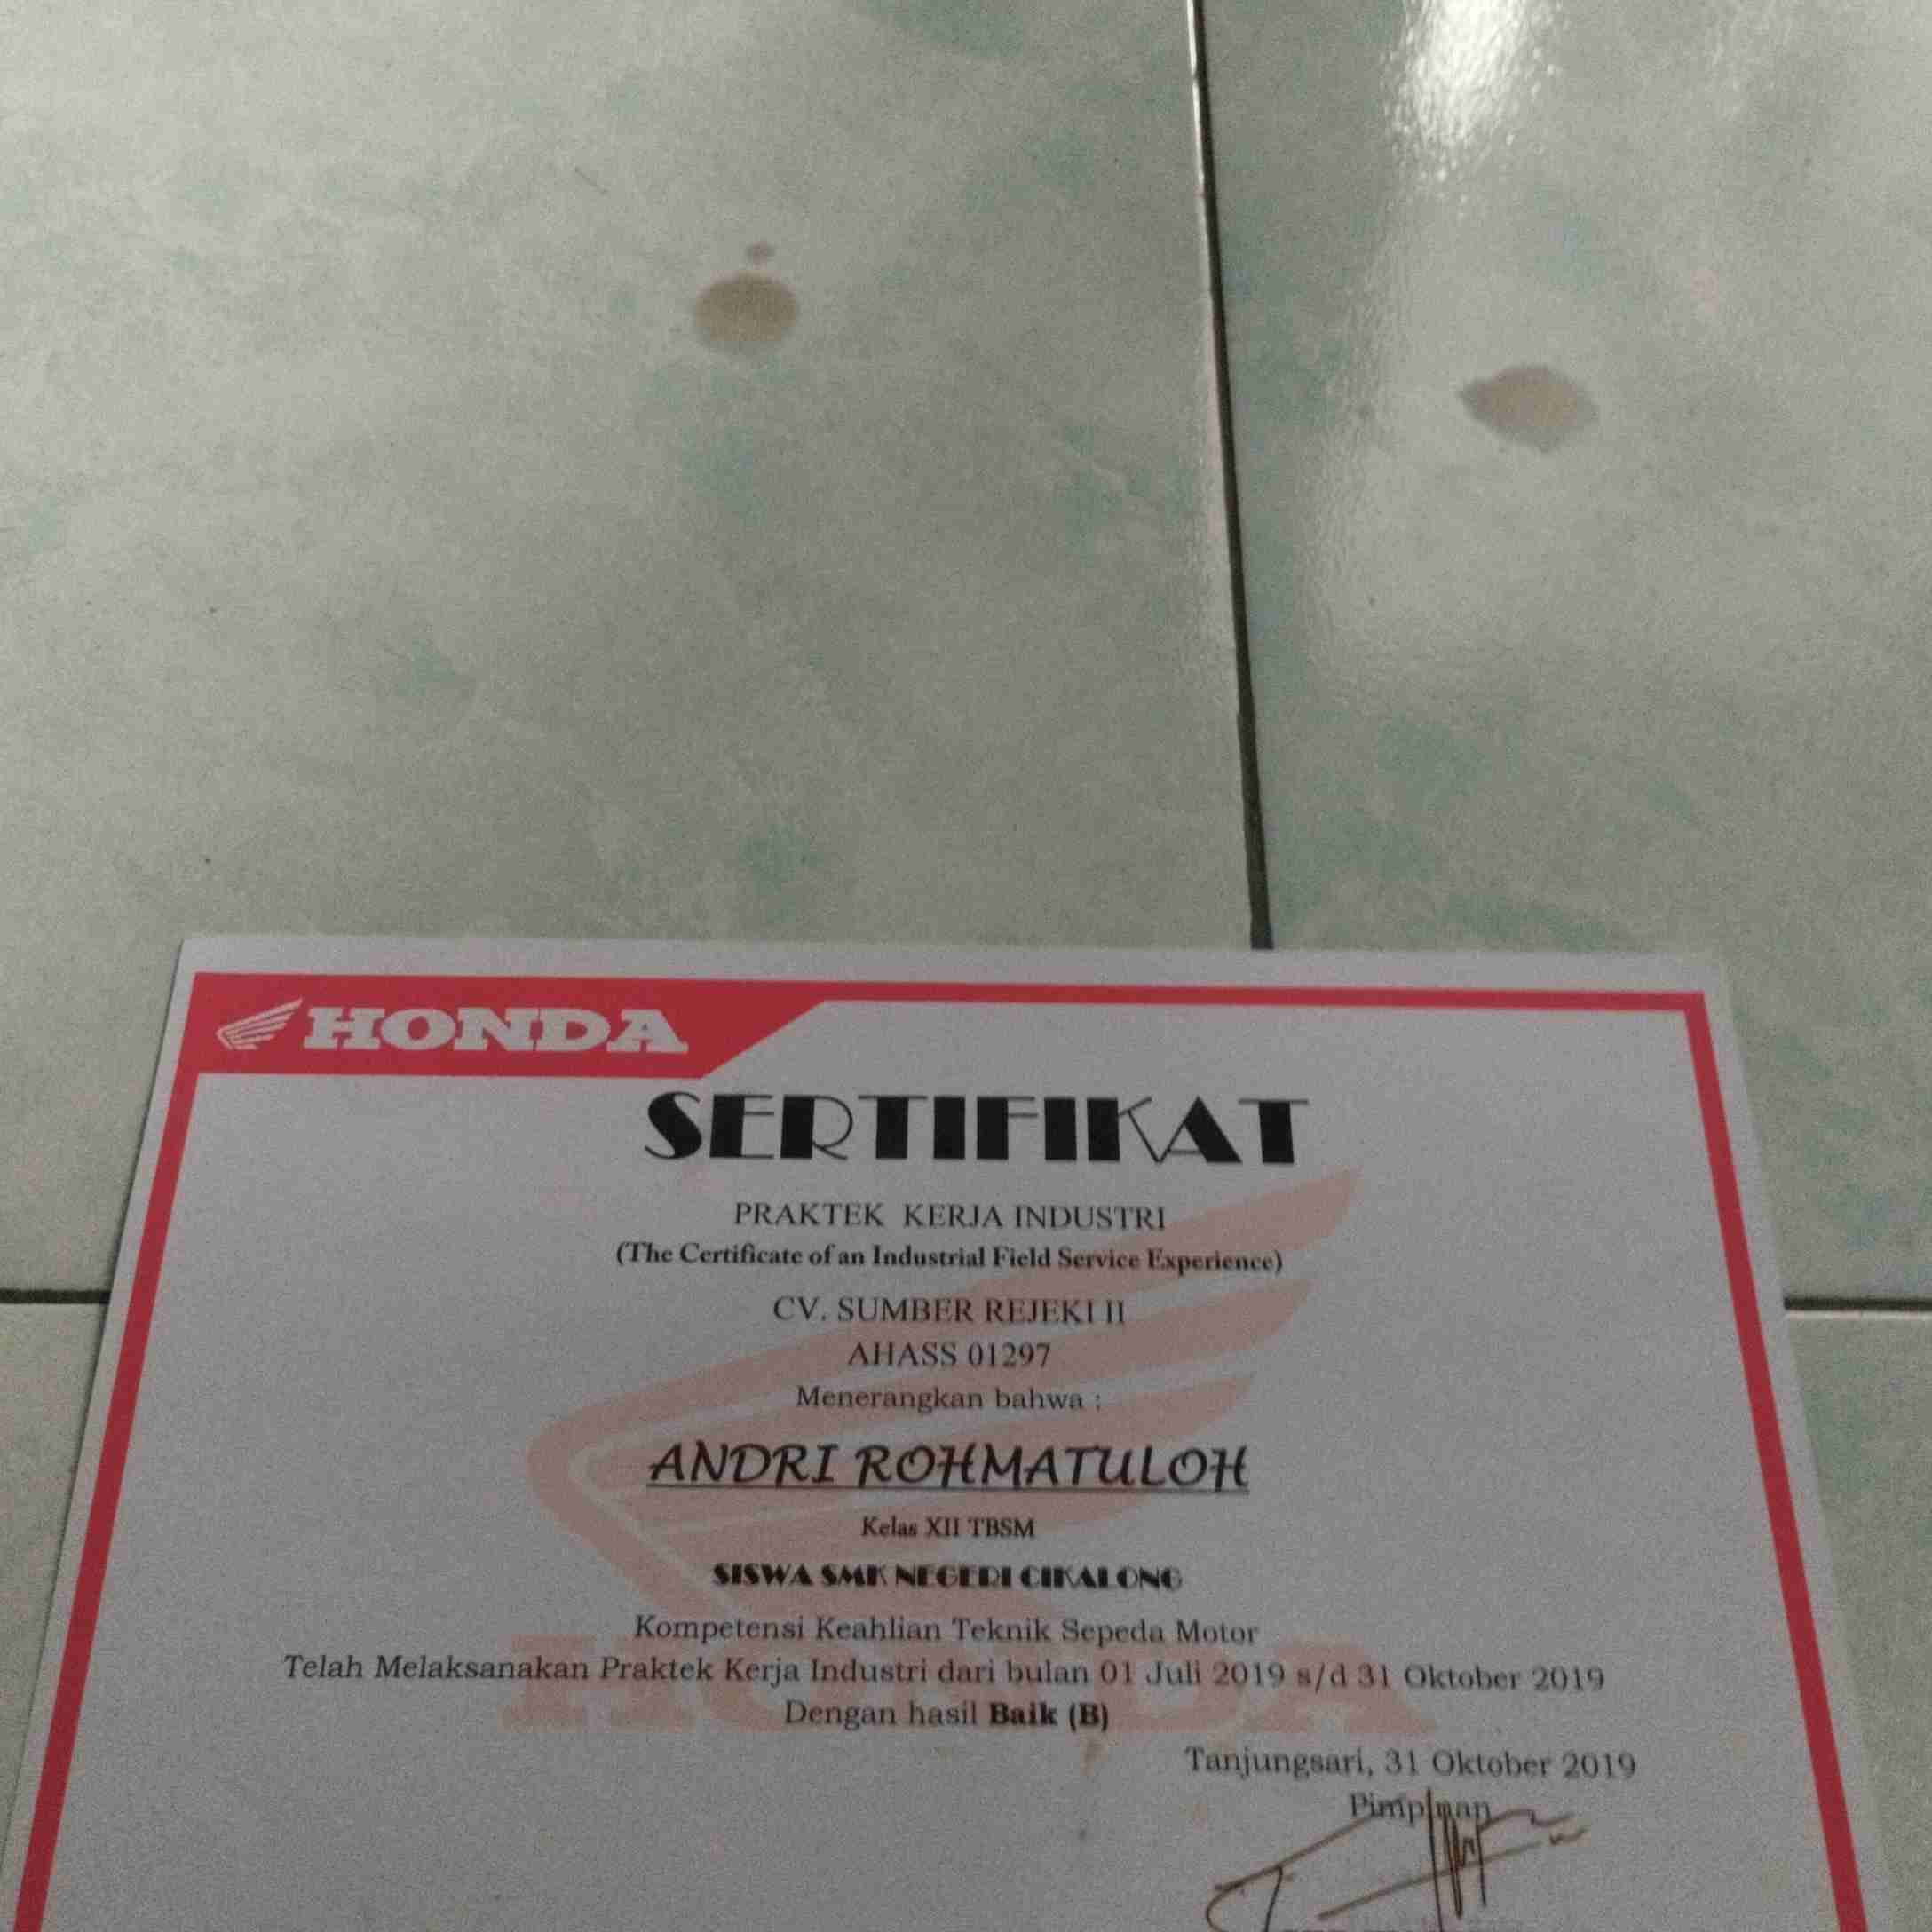 HONDA
SERTIFIKAT
PRAKTEK KERJA INDUSTRI
(The Certificate of an Industrial Field Service Experience)
CV. SUMBER REJEKI II
AHASS 01297
Menerangkan bahwa :
ANDRI ROHMATULOH
Kelas XII TBSM
SISWA SMK NEGERI CIKALONG
Kompetensi Keahlian Teknik Sepeda Motor
Telah Melaksanakan Praktek Kerja Industri dari bulan 01 Juli 2019 s/d 31 Oktober 2019
Dengan hasil Baik (B)
HONDA
Tanjungsari, 31 Oktober 2019
Pimpinan